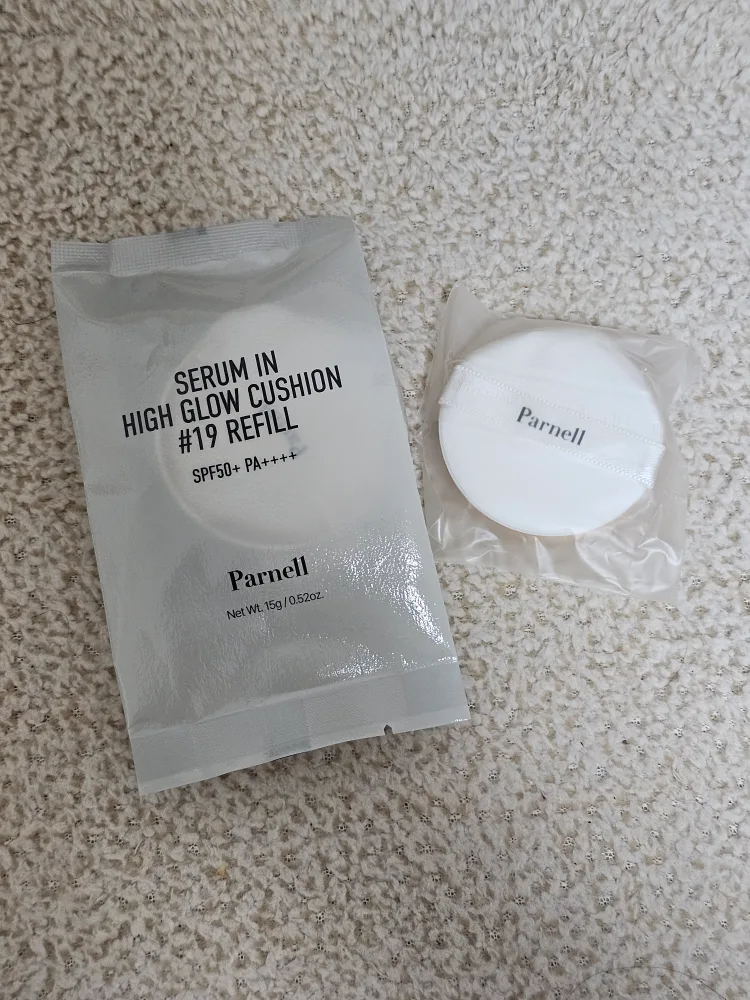 SERUM IN
HIGH GLOW CUSHION
#19 REFILL
SPF50+ PA++++
Parnell
Net Wt. 15g / 0.52oz.
Parnell